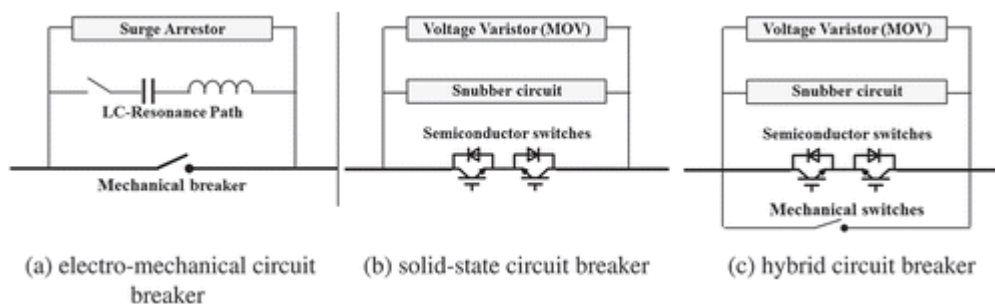 Surge Arrestor
LC-Resonance Path
Mechanical breaker
(a) electro-mechanical circuit
breaker
Voltage Varistor (MOV)
Snubber circuit
Semiconductor switches
(b) solid-state circuit breaker
Voltage Varistor (MOV)
Snubber circuit
Semiconductor switches
Mechanical switches
(c) hybrid circuit breaker